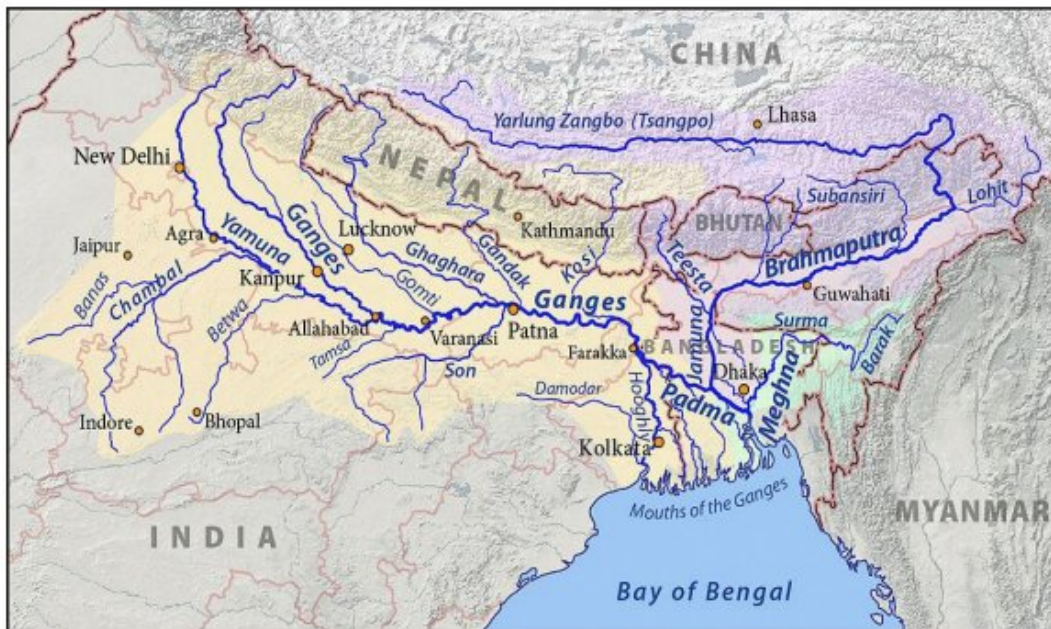 CHINA
Yarlung Zangbo (Tsangpo)
Lhasa
New Delhi
NEPAL
Subansiri
Lohit
BHUTAN
Jaipur
Agra
Yamuna
Ganges
Lucknow
Kathmandu
Brahmaputra
Banas
Chambal
Kanpur
Ghaghara
Gandak
Kosi
Teesta
Guwahati
Betwa
Gomti
Ganges
Jamuna
Surma
Barak
Allahabad
Varanasi
Patna
Farakka
BANGLADESH
Tamsa
Son
Dhaka
Meghna
Damodar
Hooghly
Padma
Indore
Bhopal
Kolkata
Mouths of the Ganges
INDIA
MYANMAR
Bay of Bengal